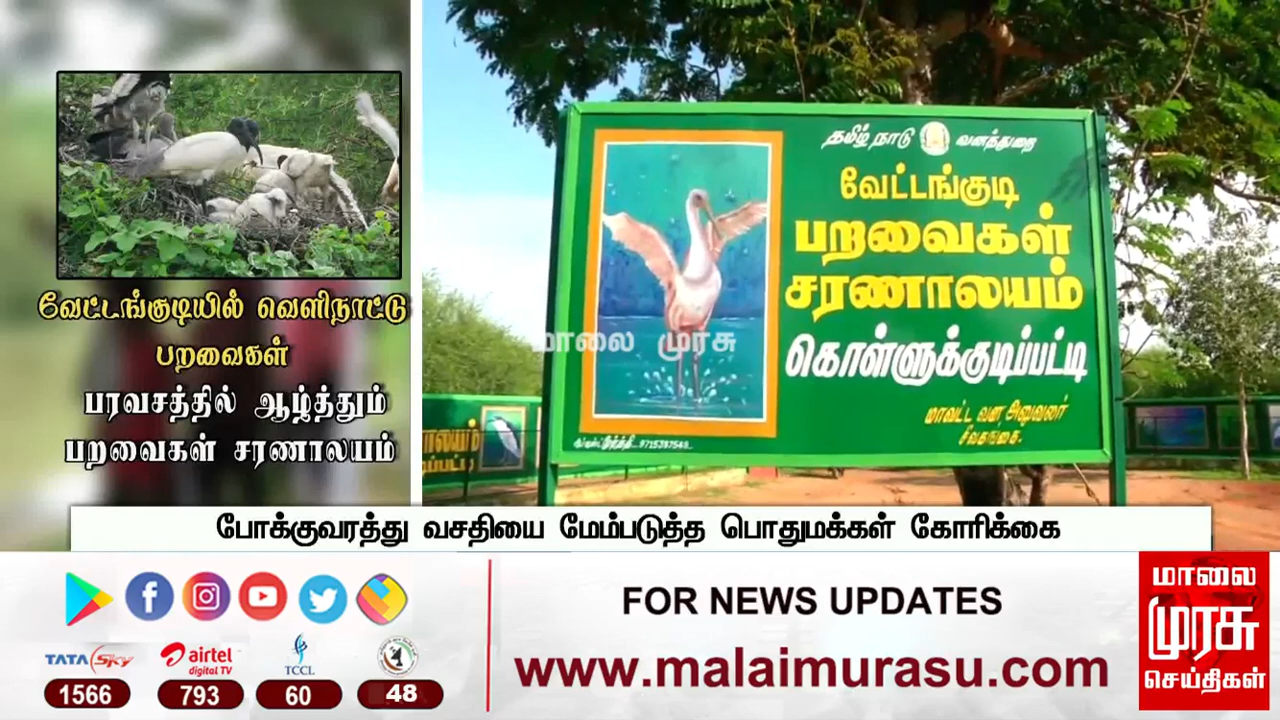 வேட்டங்குடியில் வெளிநாட்டு
பறவைகள்
பரவசத்தில் ஆழ்த்தும்
பறவைகள் சரணாலயம்
தமிழ் நாடு வனத்துறை
வேட்டங்குடி
பறவைகள்
சரணாலயம்
கொள்ளுக்குடிப்பட்டி
மாவட்ட வன அலுவலர்
சிவகங்கை.
மாலை முரசு
போக்குவரத்து வசதியை மேம்படுத்த பொதுமக்கள் கோரிக்கை
TATA Sky
1566
airtel
digital TV
793
TCCL
60
48
FOR NEWS UPDATES
www.malaimurasu.com
மாலை
முரசு
செய்திகள்